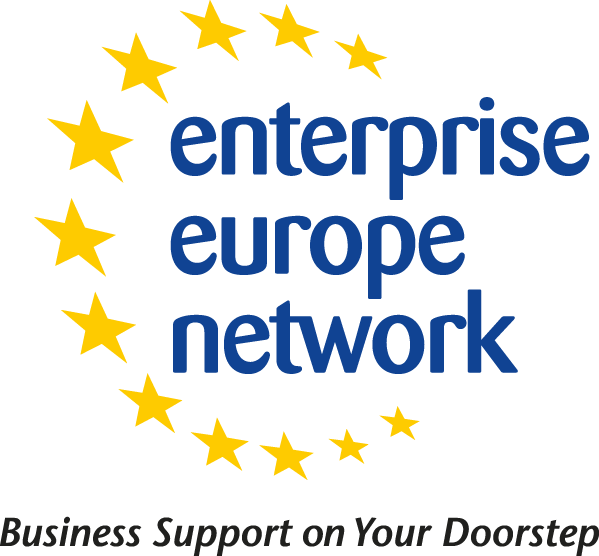 enterprise
europe
network
Business Support on Your Doorstep